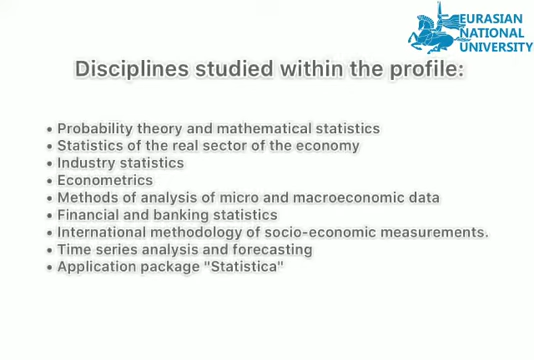 EURASIAN
NATIONAL
UNIVERSITY
Disciplines studied within the profile:
• Probability theory and mathematical statistics
• Statistics of the real sector of the economy
• Industry statistics
• Econometrics
• Methods of analysis of micro and macroeconomic data
• Financial and banking statistics
• International methodology of socio-economic measurements.
• Time series analysis and forecasting
• Application package "Statistica"